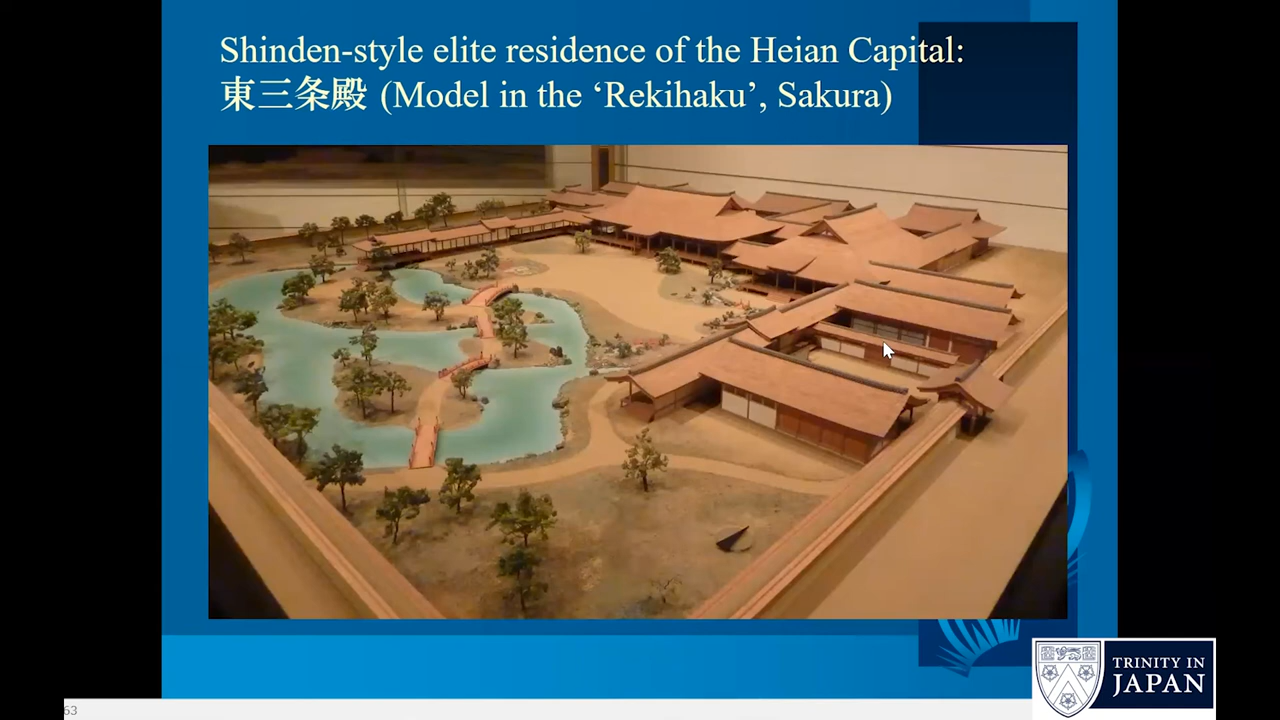 Shinden-style elite residence of the Heian Capital:
東三条殿 (Model in the ‘Rekihaku’, Sakura)
63
TRINITY IN
JAPAN